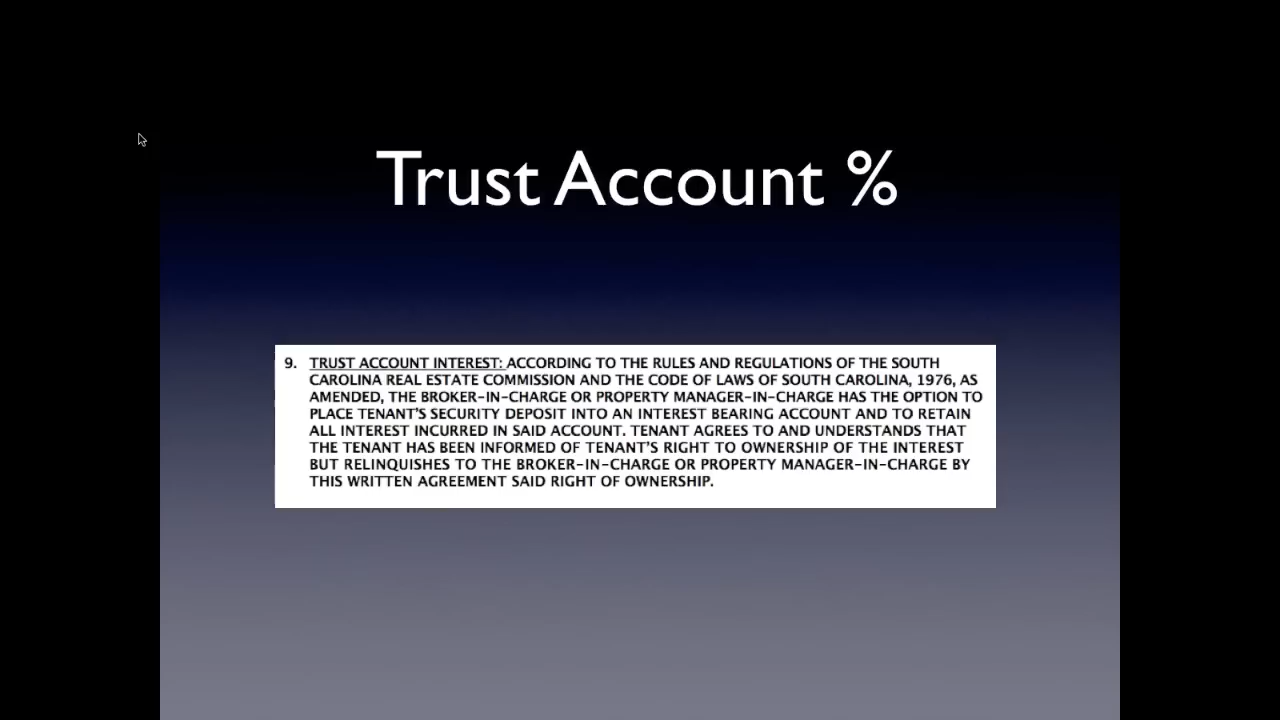 Trust Account %
9. TRUST ACCOUNT INTEREST: ACCORDING TO THE RULES AND REGULATIONS OF THE SOUTH
CAROLINA REAL ESTATE COMMISSION AND THE CODE OF LAWS OF SOUTH CAROLINA, 1976, AS
AMENDED, THE BROKER-IN-CHARGE OR PROPERTY MANAGER-IN-CHARGE HAS THE OPTION TO
PLACE TENANT'S SECURITY DEPOSIT INTO AN INTEREST BEARING ACCOUNT AND TO RETAIN
ALL INTEREST INCURRED IN SAID ACCOUNT. TENANT AGREES TO AND UNDERSTANDS THAT
THE TENANT HAS BEEN INFORMED OF TENANT'S RIGHT TO OWNERSHIP OF THE INTEREST
BUT RELINQUISHES TO THE BROKER-IN-CHARGE OR PROPERTY MANAGER-IN-CHARGE BY
THIS WRITTEN AGREEMENT SAID RIGHT OF OWNERSHIP.